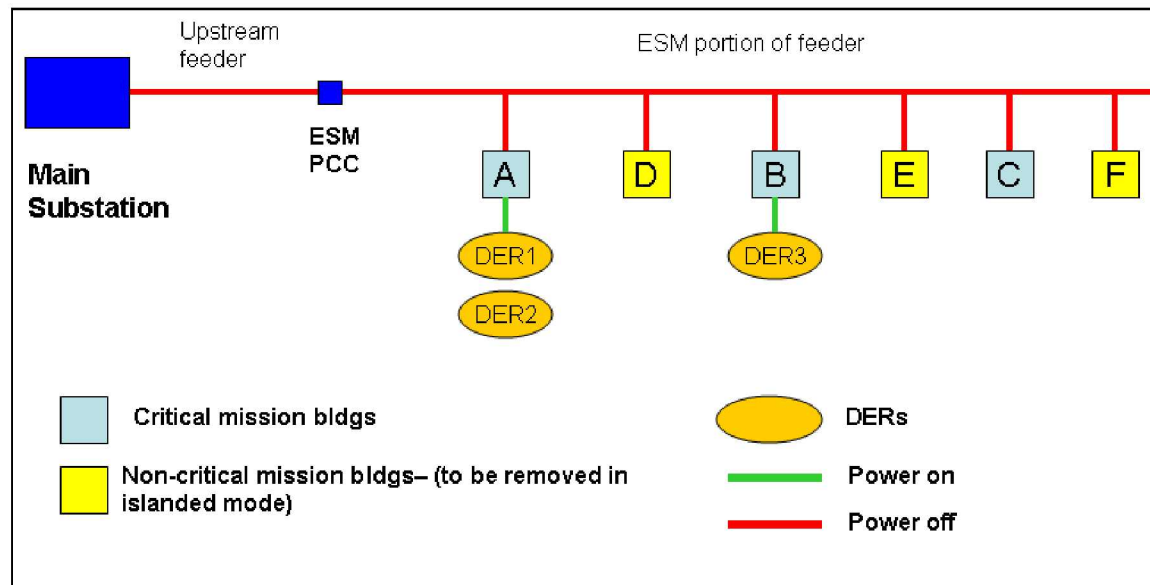 Upstream
feeder
ESM portion of feeder
ESM
PCC
Main
Substation
A
D
B
E
C
F
DER1
DER3
DER2
Critical mission bldgs
DERs
Non-critical mission bldgs– (to be removed in
islanded mode)
Power on
Power off